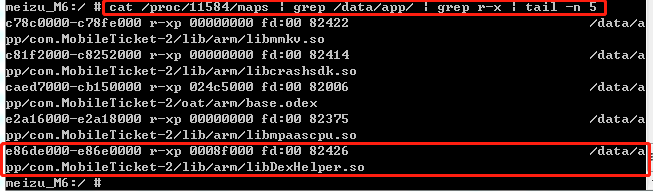 meizu_M6:/ # cat /proc/11584/maps | grep /data/app/ | grep r-x | tail -n 5
c78c0000-c78fe000 r-xp 00000000 fd:00 82422 /data/a
pp/com.MobileTicket-2/lib/arm/libmmkv.so
c81f2000-c8252000 r-xp 00000000 fd:00 82414 /data/a
pp/com.MobileTicket-2/lib/arm/libcrashsdk.so
caed7000-cb150000 r-xp 024c5000 fd:00 82006 /data/a
pp/com.MobileTicket-2/oat/arm/base.odex
e2a16000-e2a18000 r-xp 00000000 fd:00 82375 /data/a
pp/com.MobileTicket-2/lib/arm/libmpaascpu.so
e86de000-e86e0000 r-xp 0008f000 fd:00 82426 /data/a
pp/com.MobileTicket-2/lib/arm/libDexHelper.so
meizu_M6:/ #